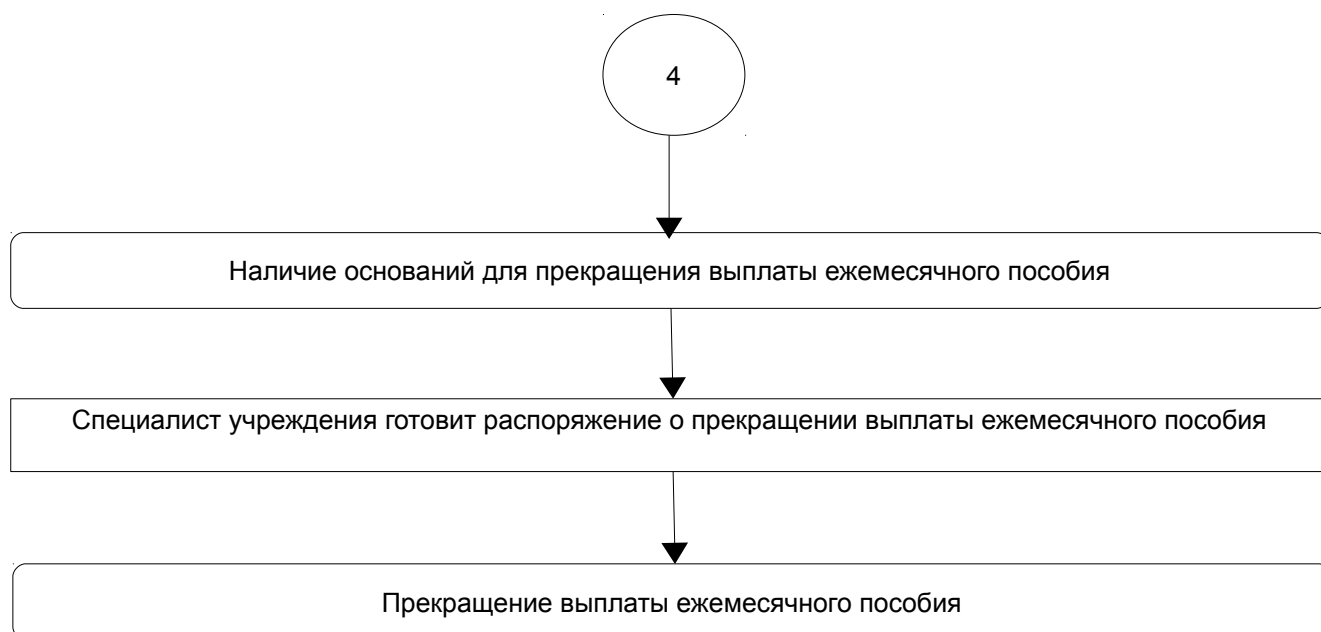 4
Наличие оснований для прекращения выплаты ежемесячного пособия
Специалист учреждения готовит распоряжение о прекращении выплаты ежемесячного пособия
Прекращение выплаты ежемесячного пособия